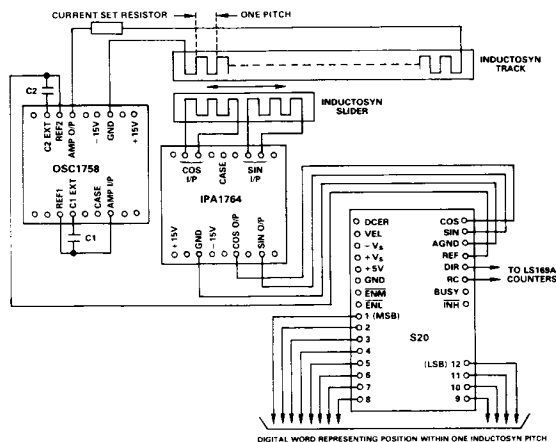 CURRENT SET RESISTOR
ONE PITCH
INDUCTOSYN
TRACK
INDUCTOSYN
SLIDER
C2
C2 EXT
REF2
AMP O/P
-15V
GND
+15V
OSC1758
REF1
C1 EXT
CASE
AMP I/P
C1
COS
I/P
CASE
SIN
I/P
IPA1764
+15V
GND
-15V
COS O/P
SIN O/P
DCER
VEL
- Vs
+ Vs
+5V
GND
ENM
ENL
1 (MSB)
2
3
4
5
6
7
8
S20
COS
SIN
AGND
REF
DIR
RC
BUSY
INH
(LSB) 12
11
10
9
TO LS169A
COUNTERS
DIGITAL WORD REPRESENTING POSITION WITHIN ONE INDUCTOSYN PITCH